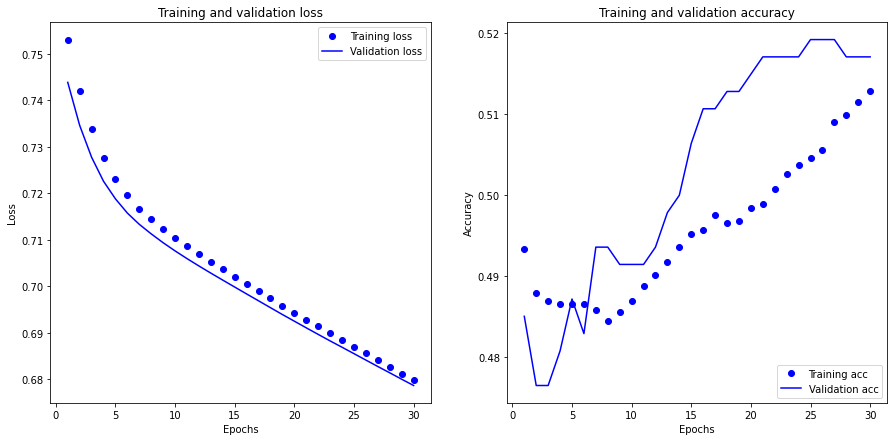 Training and validation loss
Training loss
Validation loss
0.75
0.74
0.73
0.72
0.71
0.70
0.69
0.68
Loss
0
5
10
15
20
25
30
Epochs
Training and validation accuracy
0.52
0.51
0.50
0.49
0.48
Accuracy
Training acc
Validation acc
0
5
10
15
20
25
30
Epochs